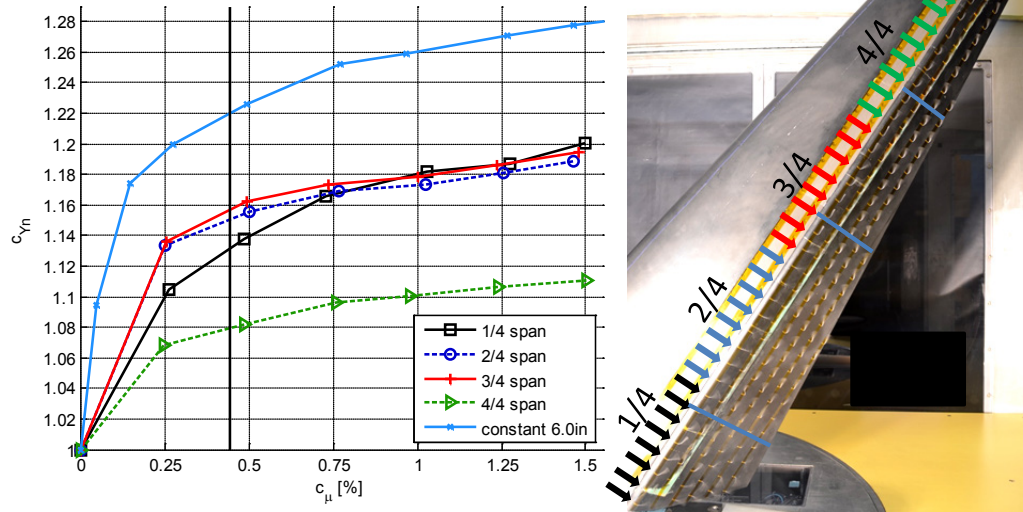 1.28
1.26
1.24
1.22
1.2
1.18
1.16
1.14
1.12
1.1
1.08
1.06
1.04
1.02
1
cYn
0 0.25 0.5 0.75 1 1.25 1.5
cμ [%]
1/4 span
2/4 span
3/4 span
4/4 span
constant 6.0in
4/4
3/4
2/4
1/4